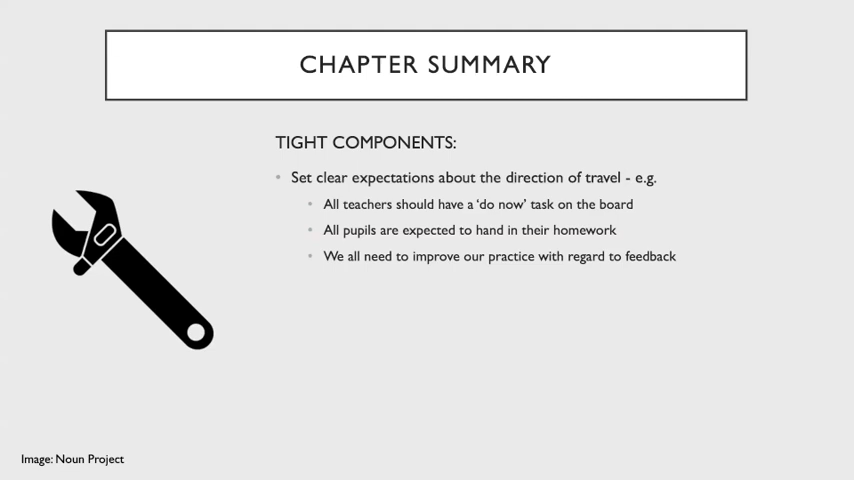 CHAPTER SUMMARY
TIGHT COMPONENTS:
• Set clear expectations about the direction of travel - e.g.
• All teachers should have a ‘do now’ task on the board
• All pupils are expected to hand in their homework
• We all need to improve our practice with regard to feedback
Image: Noun Project